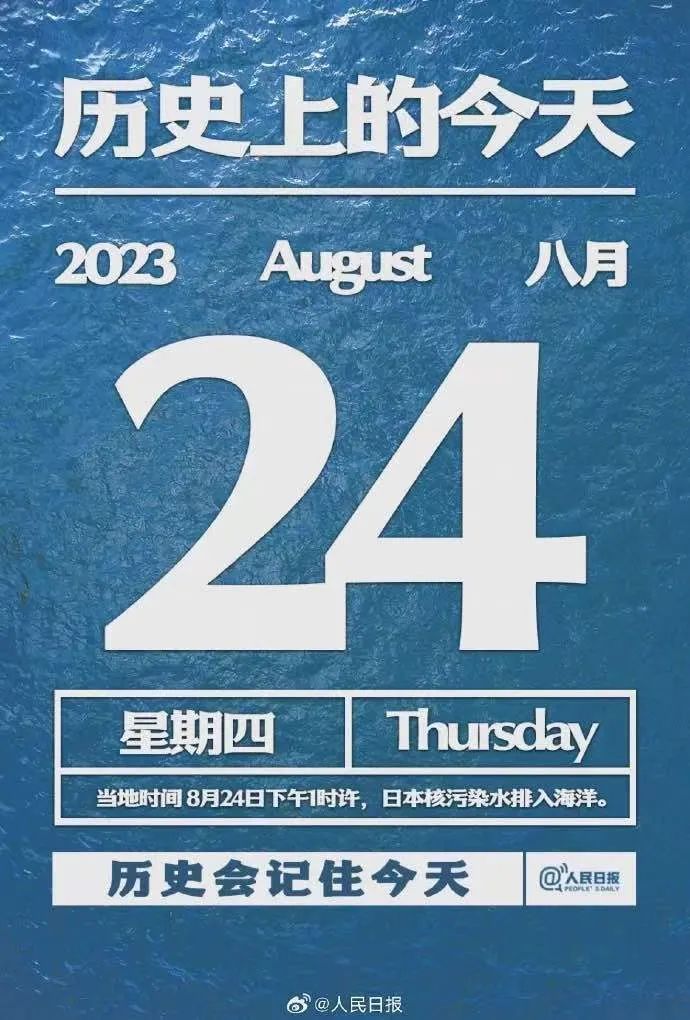 历史上的今天
2023 August 八月
24
星期四 Thursday
当地时间 8月24日下午1时许，日本核污染水排入海洋。
历史会记住今天
@人民日报
PEOPLE'S DAILY
@人民日报